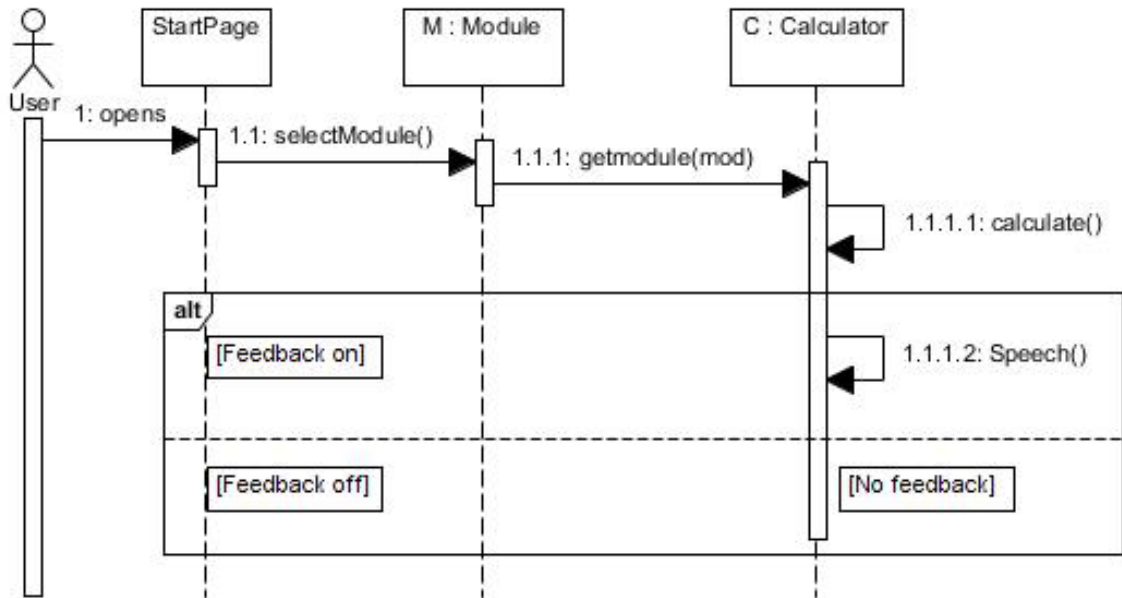 StartPage
M : Module
C : Calculator
User
1: opens
1.1: selectModule()
1.1.1: getmodule(mod)
1.1.1.1: calculate()
alt
[Feedback on]
1.1.1.2: Speech()
[Feedback off]
[No feedback]